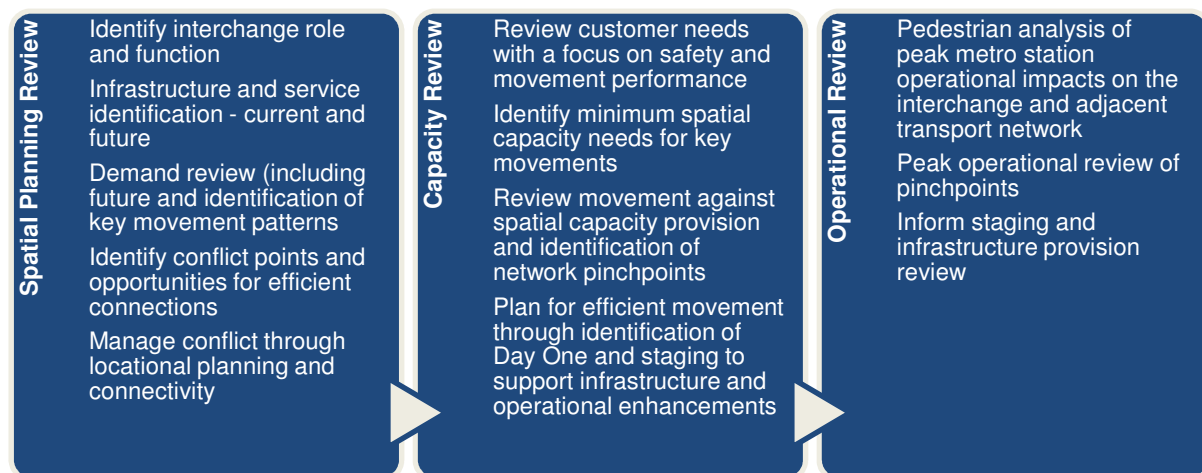 Spatial Planning Review
Identify interchange role
and function
Infrastructure and service
identification - current and
future
Demand review (including
future and identification of
key movement patterns
Identify conflict points and
opportunities for efficient
connections
Manage conflict through
locational planning and
connectivity
Capacity Review
Review customer needs
with a focus on safety and
movement performance
Identify minimum spatial
capacity needs for key
movements
Review movement against
spatial capacity provision
and identification of
network pinchpoints
Plan for efficient movement
through identification of
Day One and staging to
support infrastructure and
operational enhancements
Operational Review
Pedestrian analysis of
peak metro station
operational impacts on the
interchange and adjacent
transport network
Peak operational review of
pinchpoints
Inform staging and
infrastructure provision
review